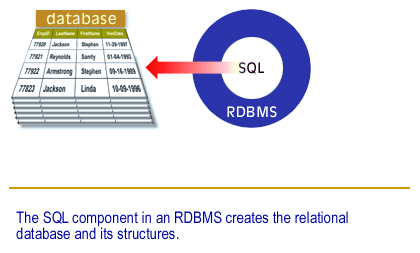 database
EmpID LastName FirstName HireDate
77920 Jackson Stephen 11-29-1997
77921 Reynolds Sandy 01-04-1993
77922 Armstrong Stephen 09-16-1989
77823 Jackson Linda 10-09-1996
SQL
RDBMS
The SQL component in an RDBMS creates the relational
database and its structures.